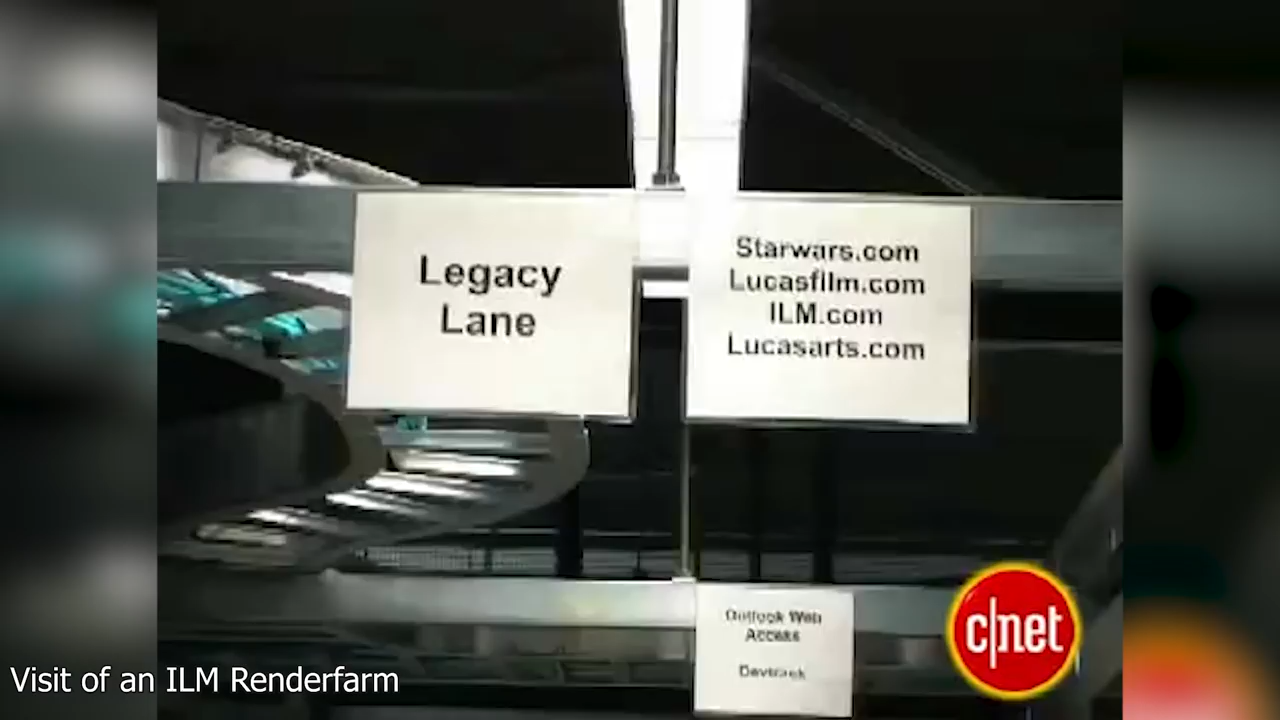 Legacy
Lane
Starwars.com
Lucasfilm.com
ILM.com
Lucasarts.com
Outlook Web
Access
Devtrack
c|net
Visit of an ILM Renderfarm